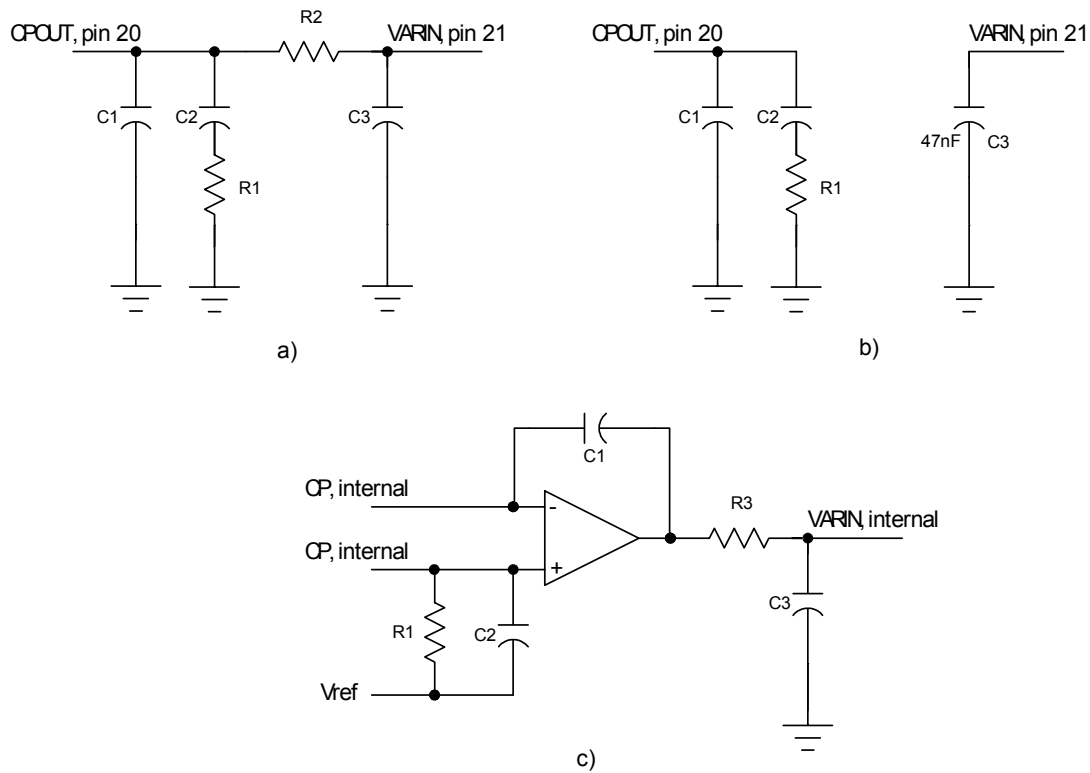 R2
CPOUT, pin 20
VARIN, pin 21
C1
C2
C3
R1
a)
CPOUT, pin 20
VARIN, pin 21
C1
C2
47nF
C3
R1
b)
C1
CP, internal
R3
VARIN, internal
-
CP, internal
+
C3
R1
C2
Vref
c)